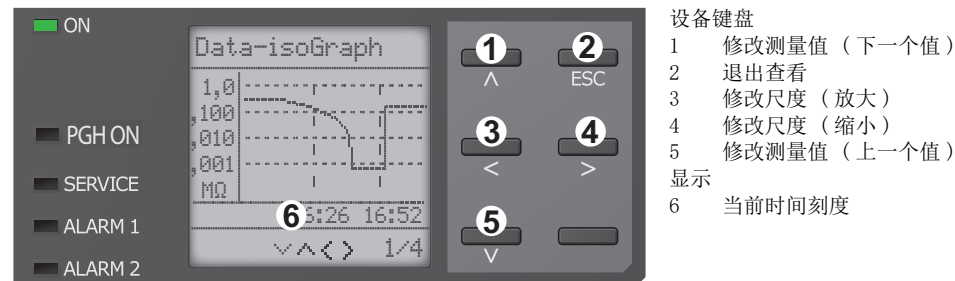 ON
PGH ON
SERVICE
ALARM 1
ALARM 2
Data-isoGraph
1,0
,100
,010
,001
MΩ
6 6:26 16:52
∨∧<> 1/4
1
∧
2
ESC
3
<
4
>
5
∨
设备键盘
1 修改测量值（下一个值）
2 退出查看
3 修改尺度（放大）
4 修改尺度（缩小）
5 修改测量值（上一个值）
显示
6 当前时间刻度